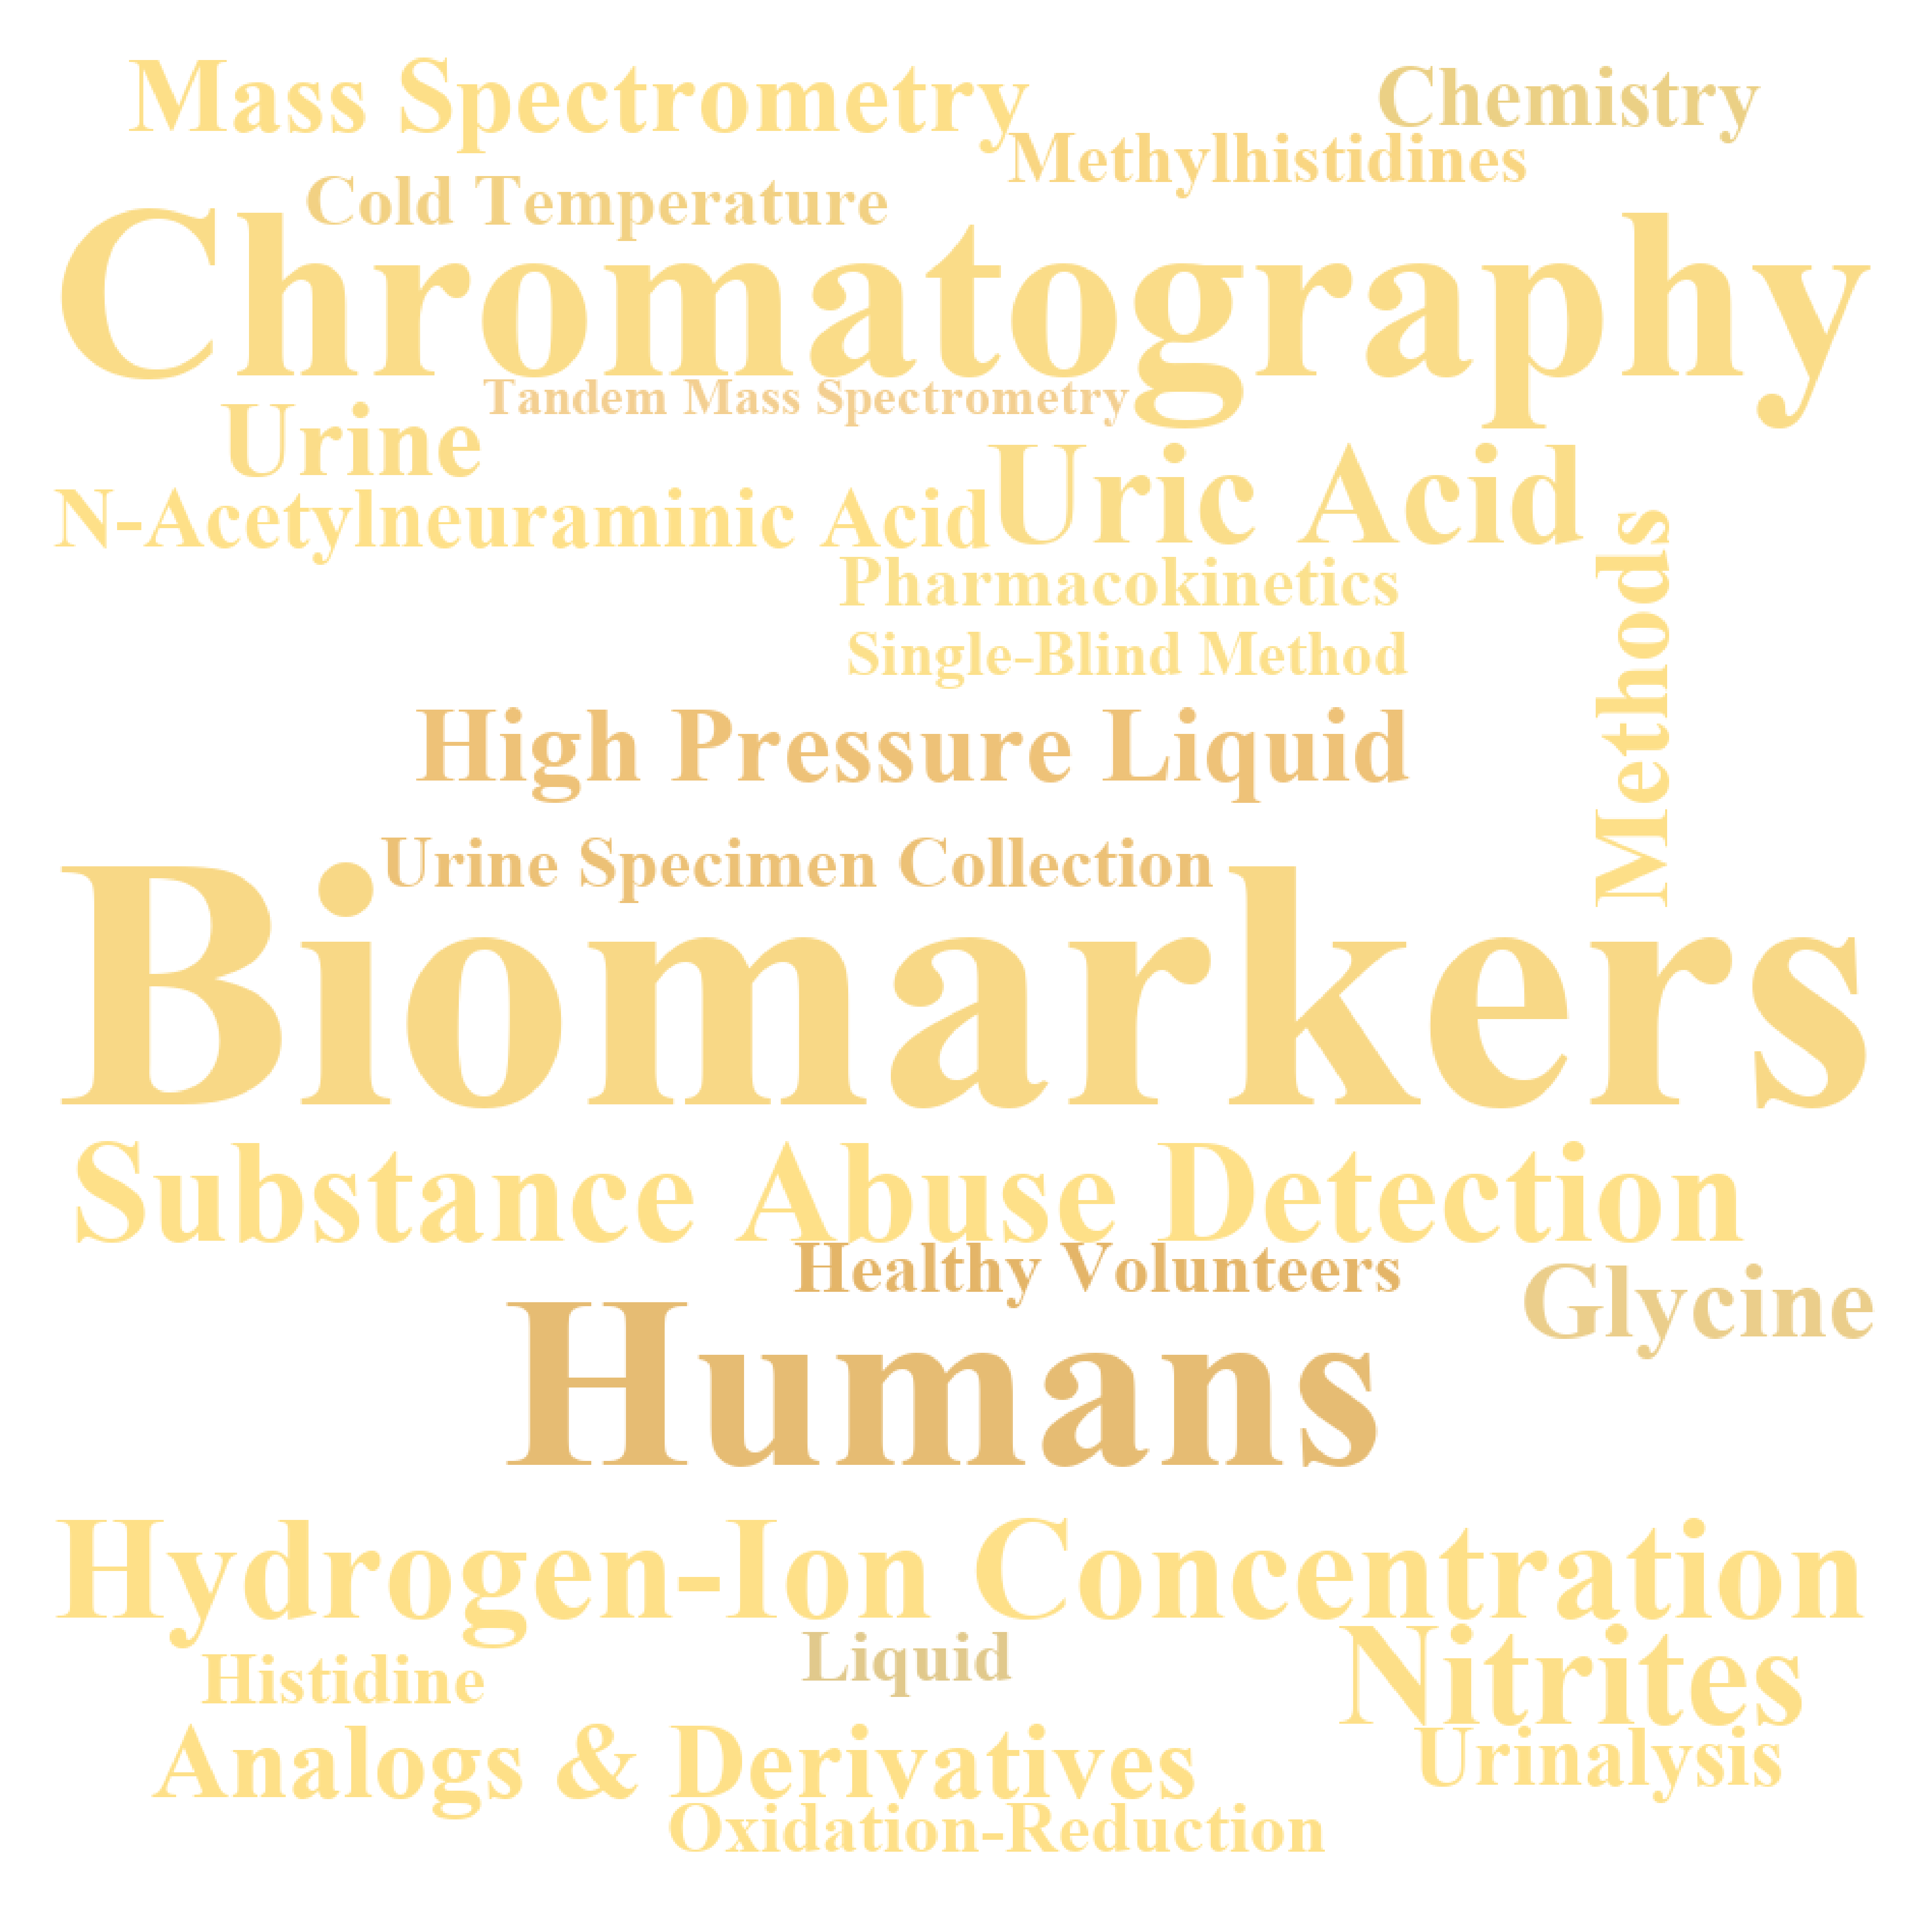 Mass Spectrometry
Chemistry
Methylhistidines
Cold Temperature
Chromatography
Tandem Mass Spectrometry
Urine
Uric Acid
N-Acetylneuraminic Acid
Pharmacokinetics
Methods
Single-Blind Method
High Pressure Liquid
Urine Specimen Collection
Biomarkers
Substance Abuse Detection
Healthy Volunteers
Glycine
Humans
Hydrogen-Ion Concentration
Liquid
Nitrites
Histidine
Analogs & Derivatives
Urinalysis
Oxidation-Reduction